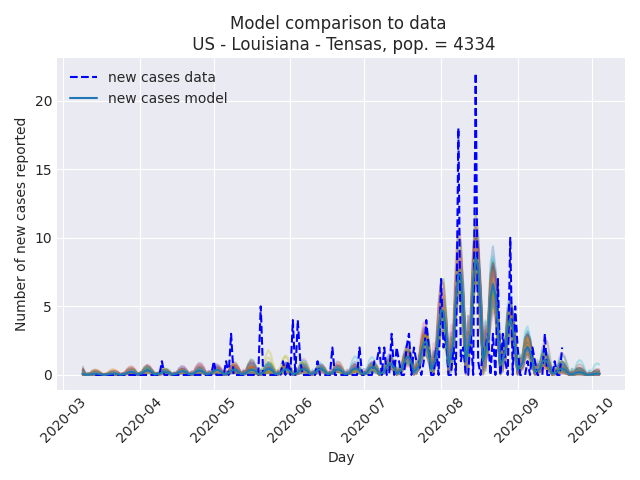 Model comparison to data
US - Louisiana - Tensas, pop. = 4334
new cases data
new cases model
Number of new cases reported
20
15
10
5
0
2020-03
2020-04
2020-05
2020-06
2020-07
2020-08
2020-09
2020-10
Day